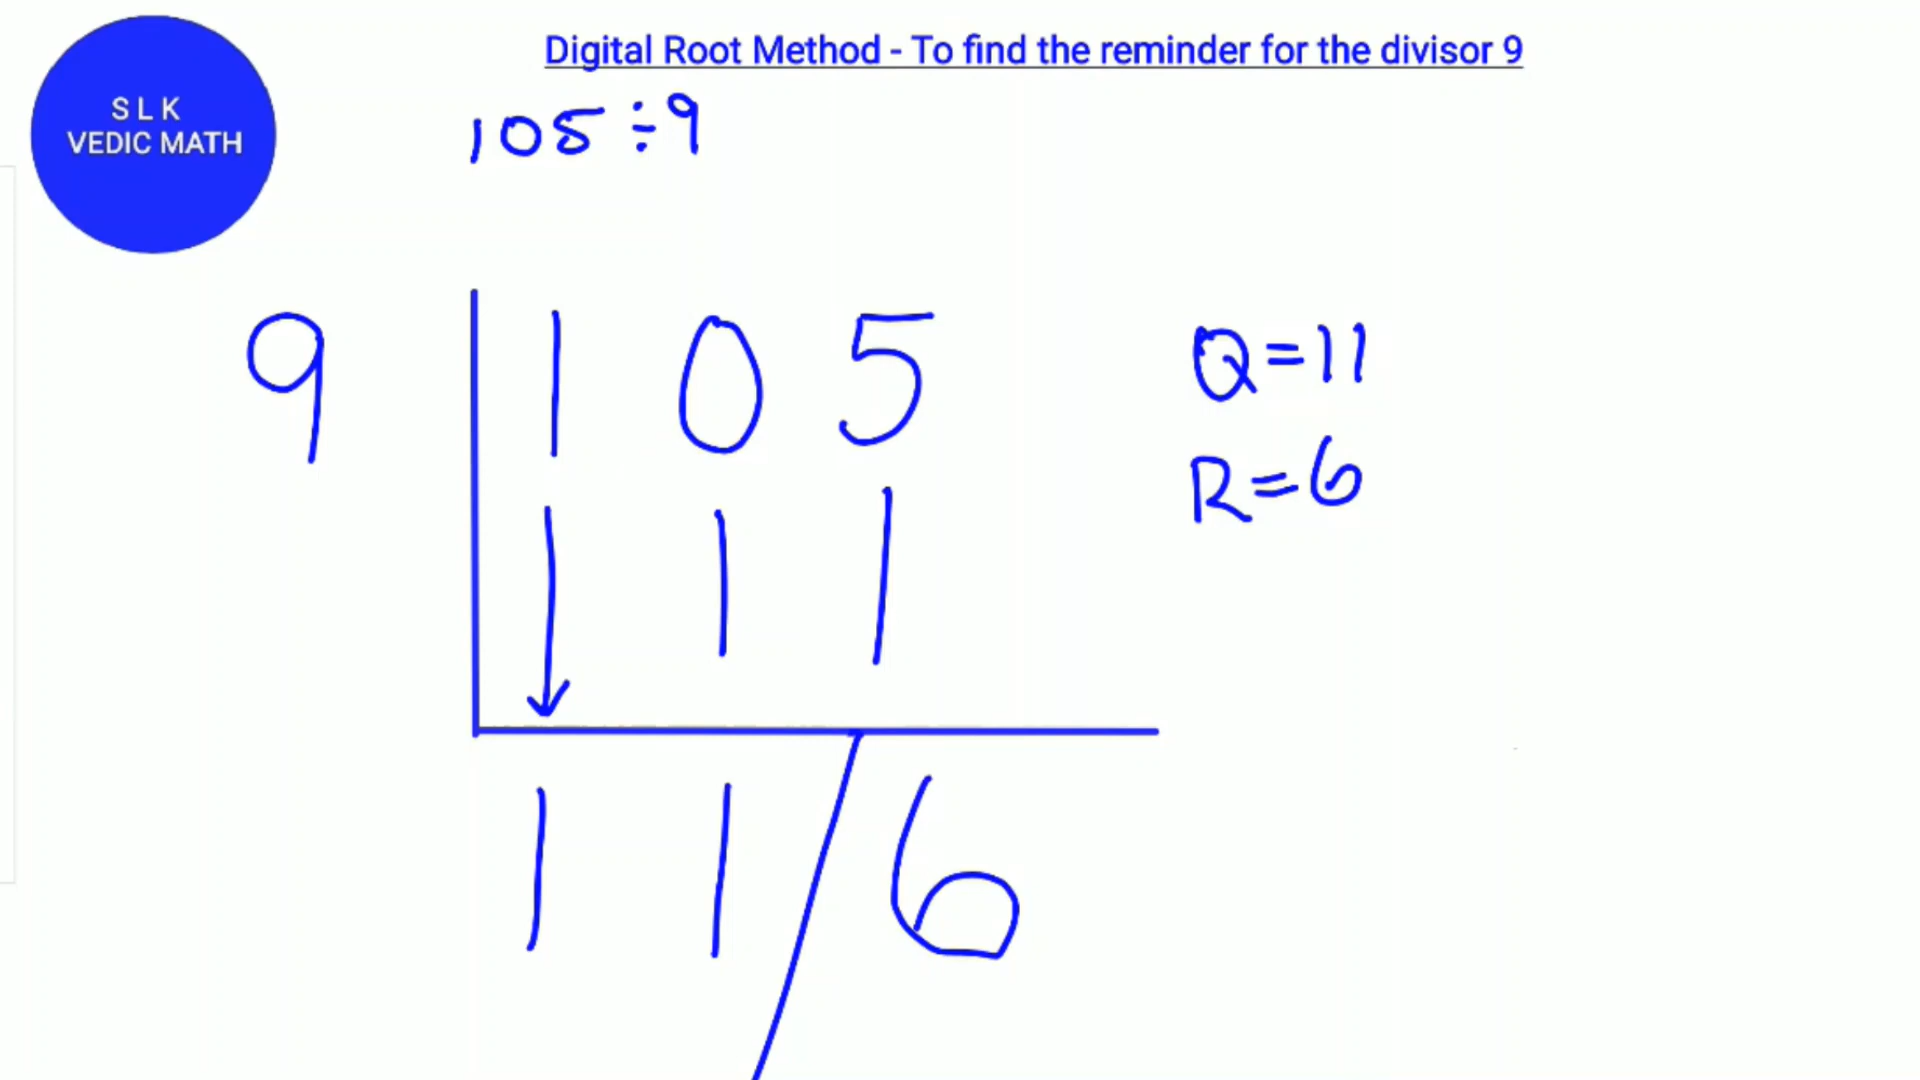 Digital Root Method - To find the reminder for the divisor 9
S L K
VEDIC MATH
105 ÷ 9
9 1 0 5
1 1
1 1 / 6
Q = 11
R = 6